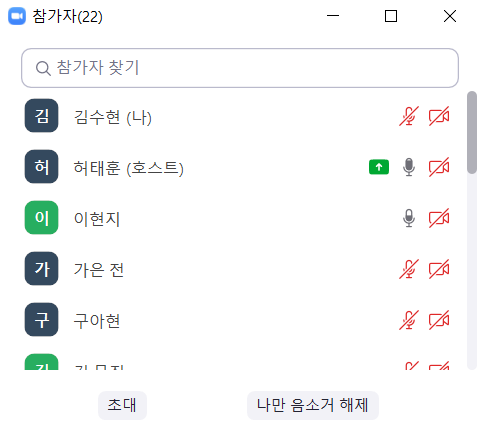 참가자(22)
참가자 찾기
김 김수현 (나)
허 허태훈 (호스트)
이 이현지
가 가은 전
구 구아현
초대 나만 음소거 해제